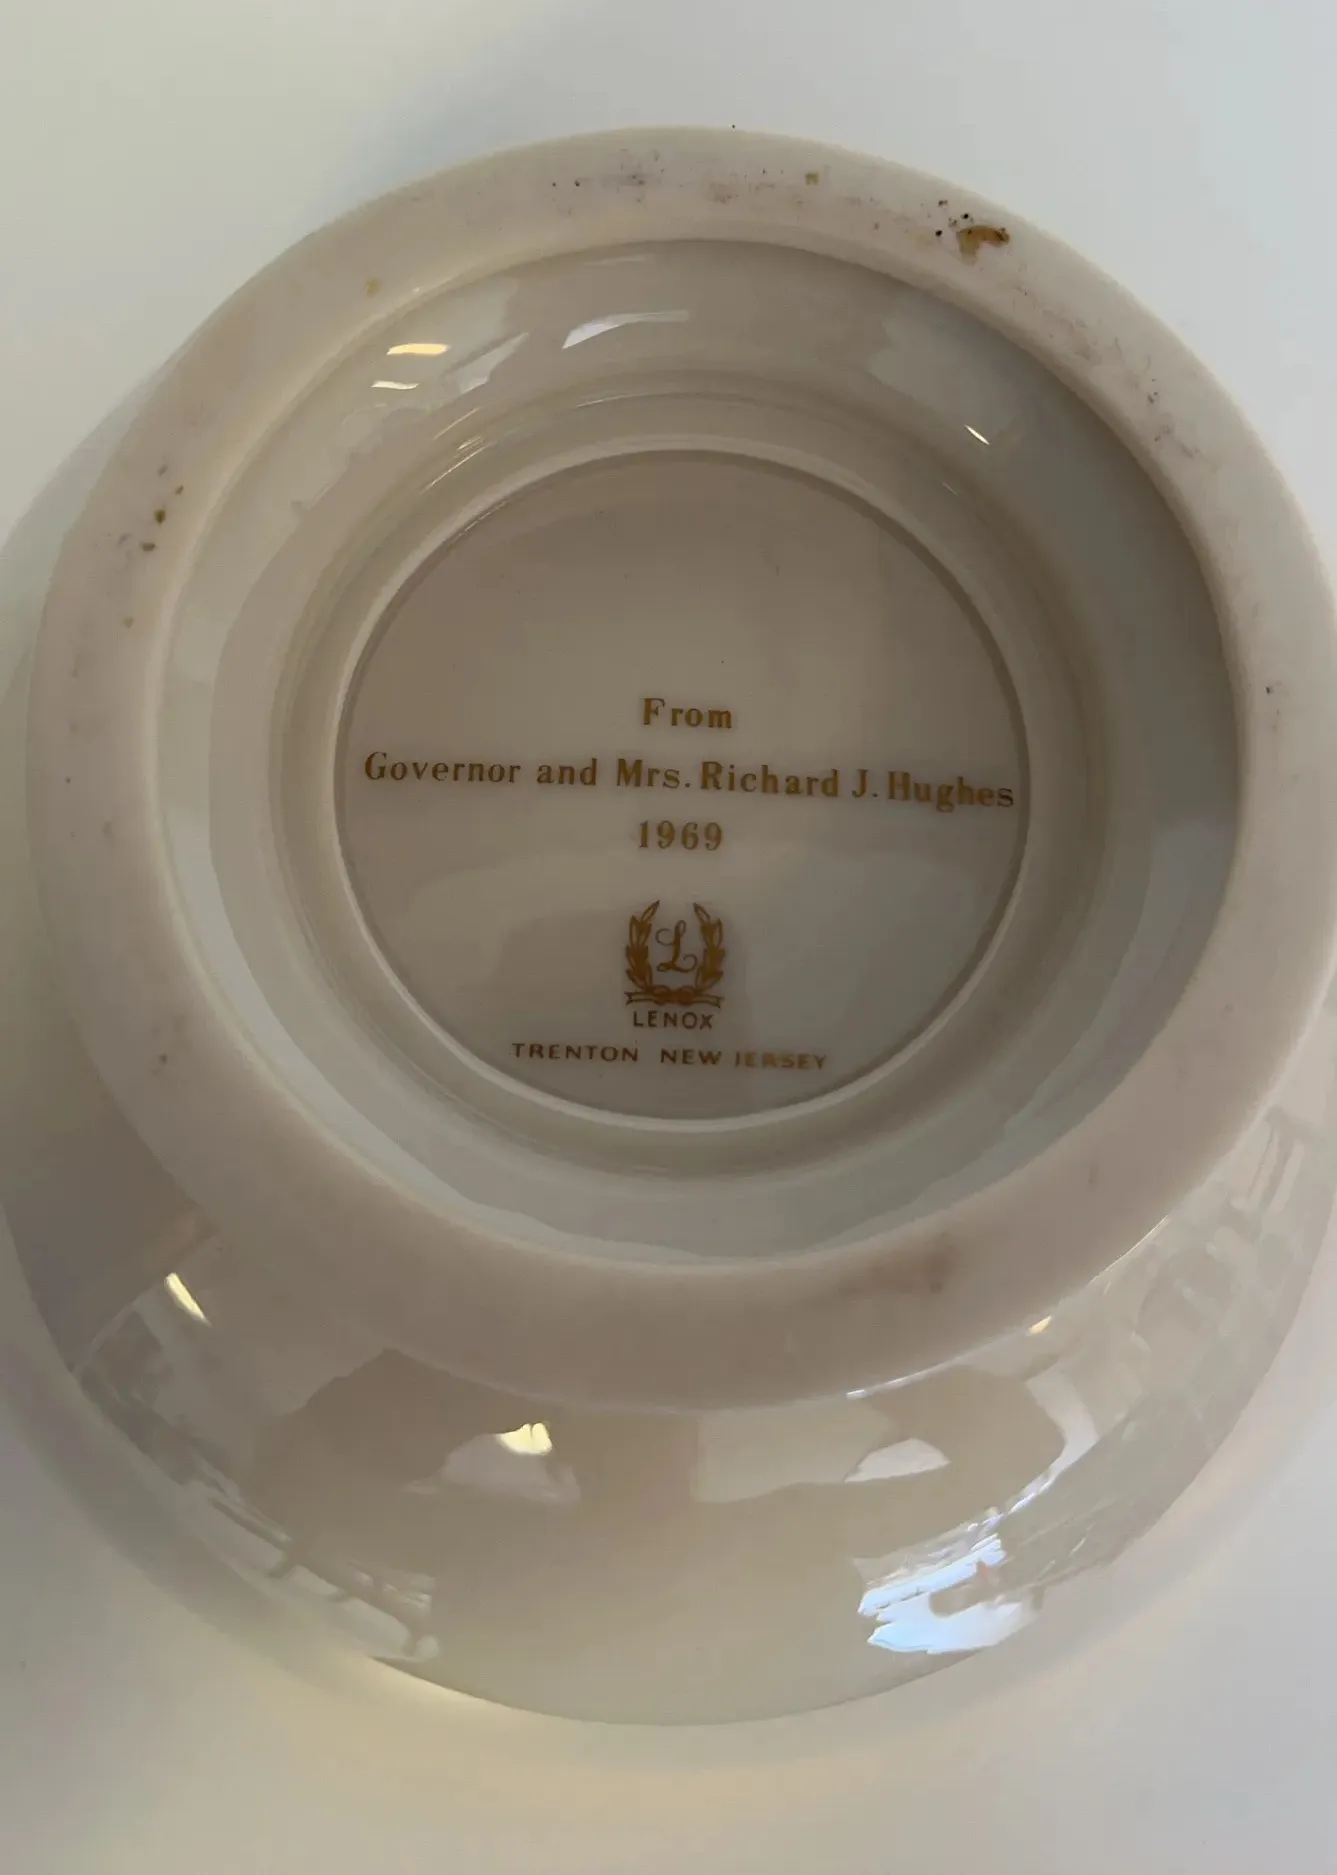 From
Governor and Mrs. Richard J. Hughes
1969
L
LENOX
TRENTON NEW JERSEY